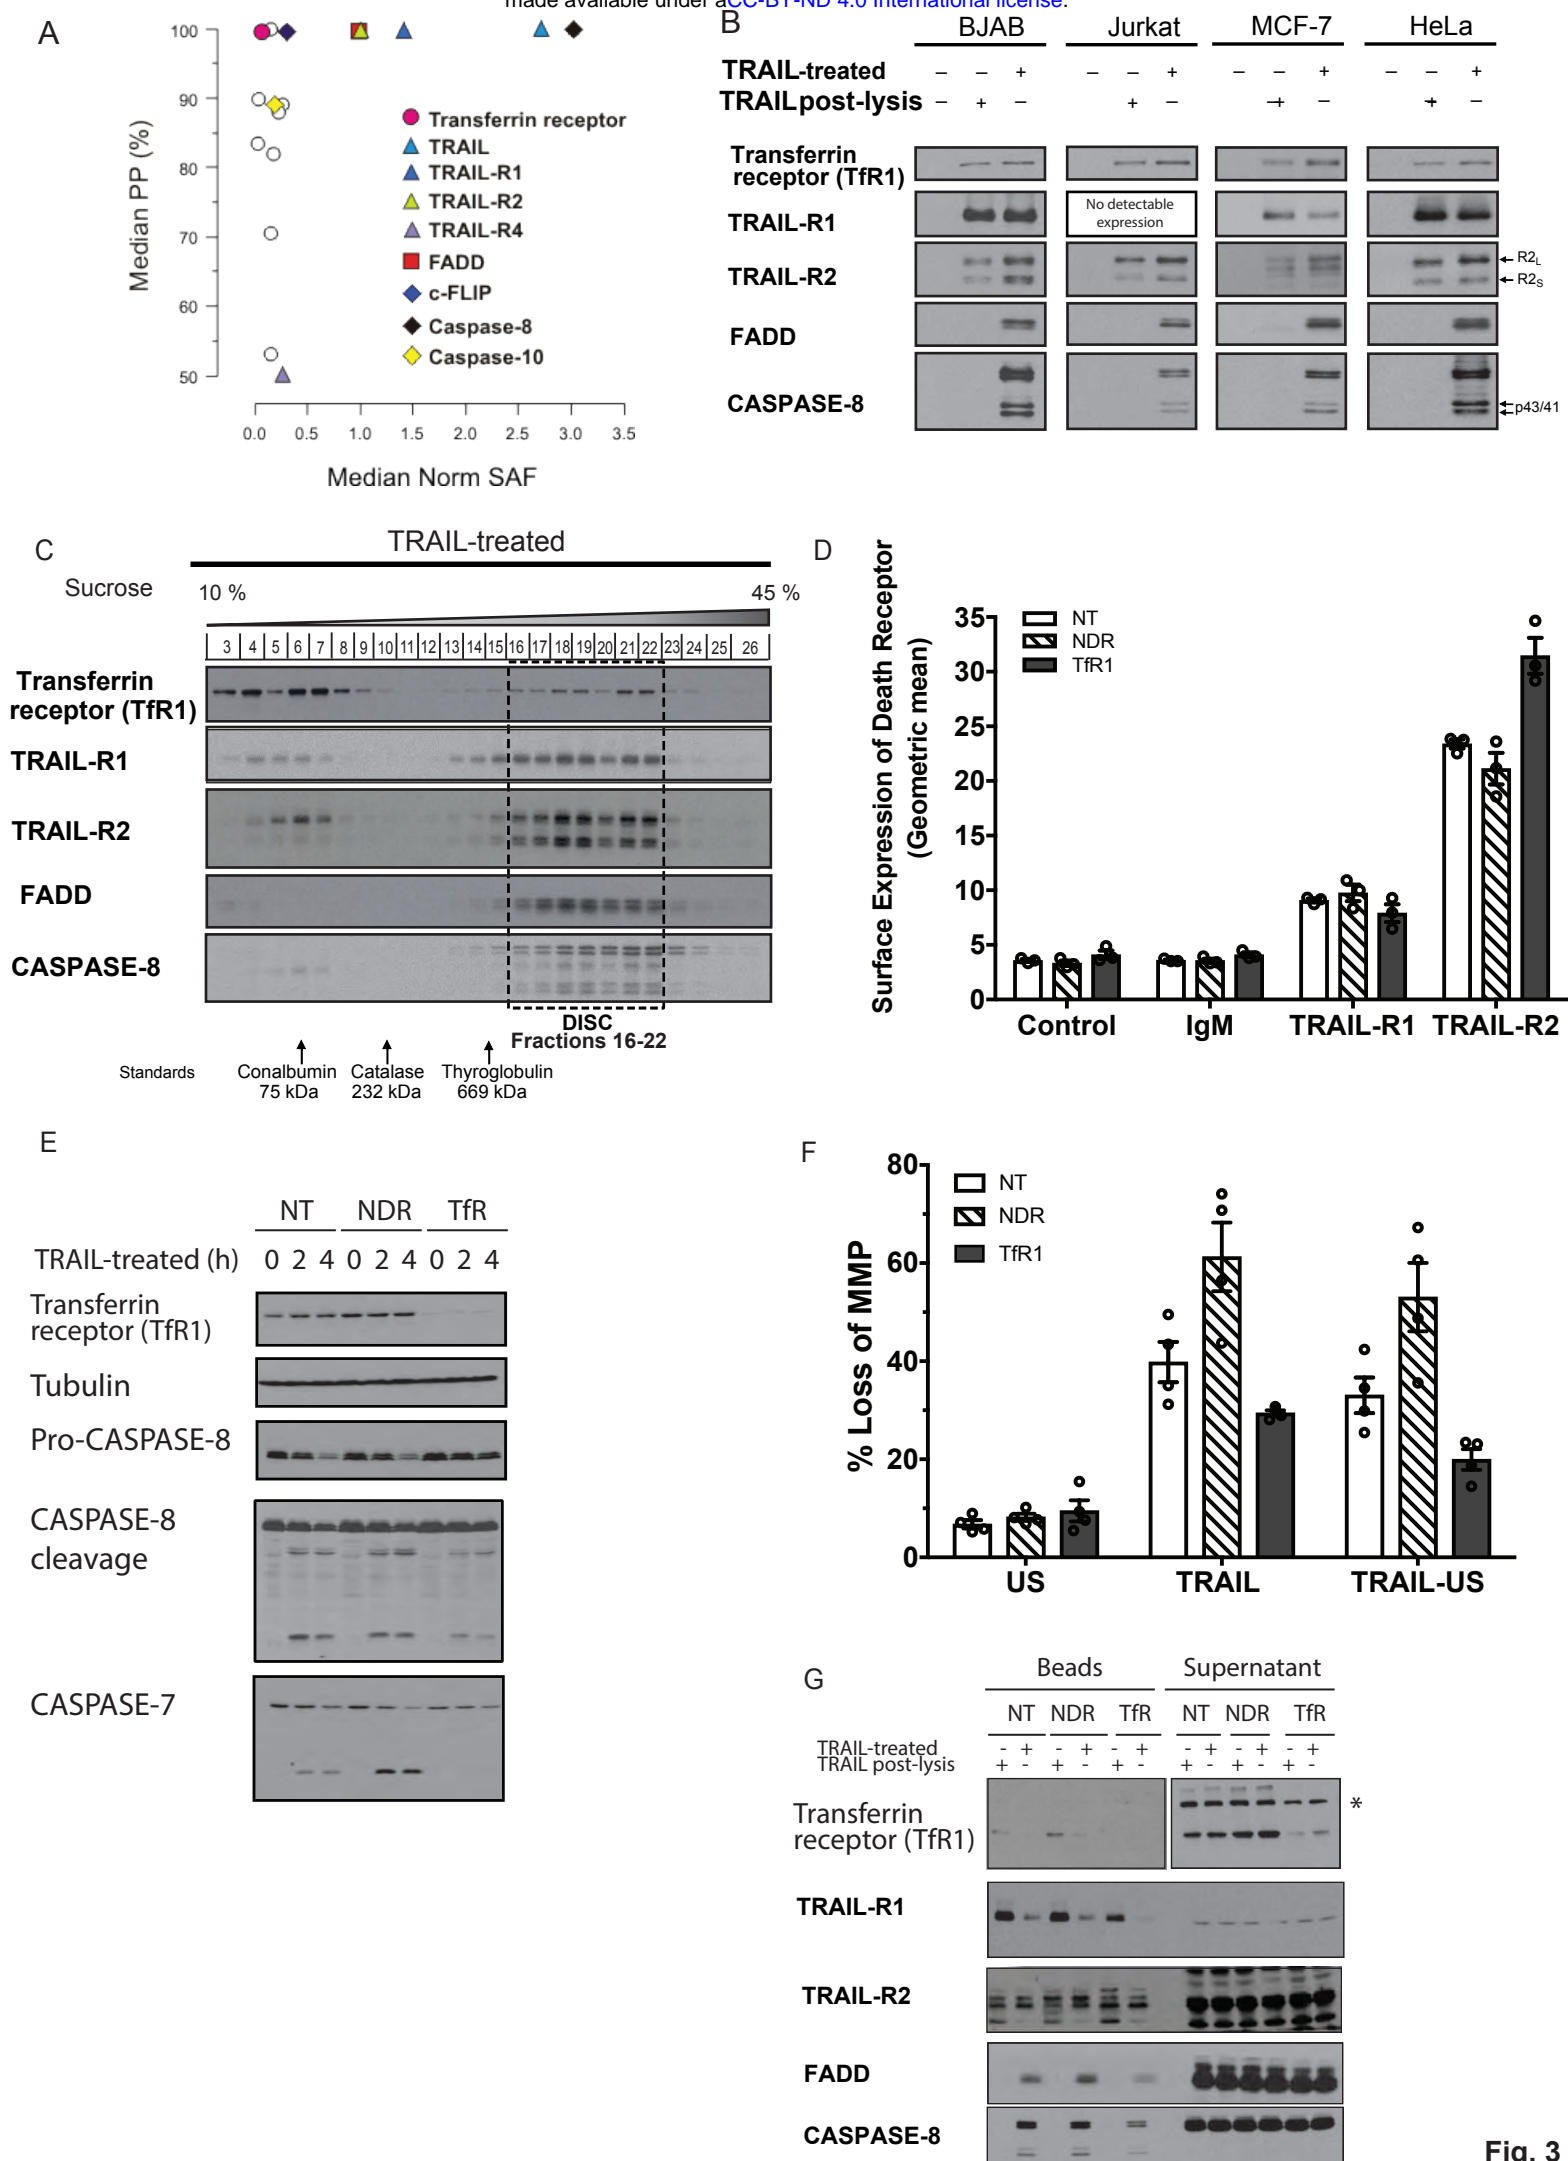 made available under aCC-BY-ND 4.0 International license.
A
100
90
80
70
60
50
Median PP (%)
0.0 0.5 1.0 1.5 2.0 2.5 3.0 3.5
Median Norm SAF
Transferrin receptor
TRAIL
TRAIL-R1
TRAIL-R2
TRAIL-R4
FADD
c-FLIP
Caspase-8
Caspase-10
B
BJAB Jurkat MCF-7 HeLa
TRAIL-treated – – + – – + – – + – – +
TRAILpost-lysis – + – + – + – + –
Transferrin
receptor (TfR1)
TRAIL-R1
No detectable
expression
TRAIL-R2
R2L
R2S
FADD
CASPASE-8
p43/41
C
TRAIL-treated
Sucrose 10 % 45 %
3 4 5 6 7 8 9 10 11 12 13 14 15 16 17 18 19 20 21 22 23 24 25 26
Transferrin
receptor (TfR1)
TRAIL-R1
TRAIL-R2
FADD
CASPASE-8
DISC
Fractions 16-22
Standards
Conalbumin Catalase Thyroglobulin
75 kDa 232 kDa 669 kDa
D
Surface Expression of Death Receptor
(Geometric mean)
35
30
25
20
15
10
5
0
NT
NDR
TfR1
Control IgM TRAIL-R1 TRAIL-R2
E
NT NDR TfR
TRAIL-treated (h) 0 2 4 0 2 4 0 2 4
Transferrin
receptor (TfR1)
Tubulin
Pro-CASPASE-8
CASPASE-8
cleavage
CASPASE-7
F
% Loss of MMP
80
60
40
20
0
NT
NDR
TfR1
US TRAIL TRAIL-US
G
Beads Supernatant
NT NDR TfR NT NDR TfR
TRAIL-treated - + - + - + - + - + - +
TRAIL post-lysis + - + - + - + - + - + -
Transferrin
receptor (TfR1)
*
TRAIL-R1
TRAIL-R2
FADD
CASPASE-8
Fig. 3